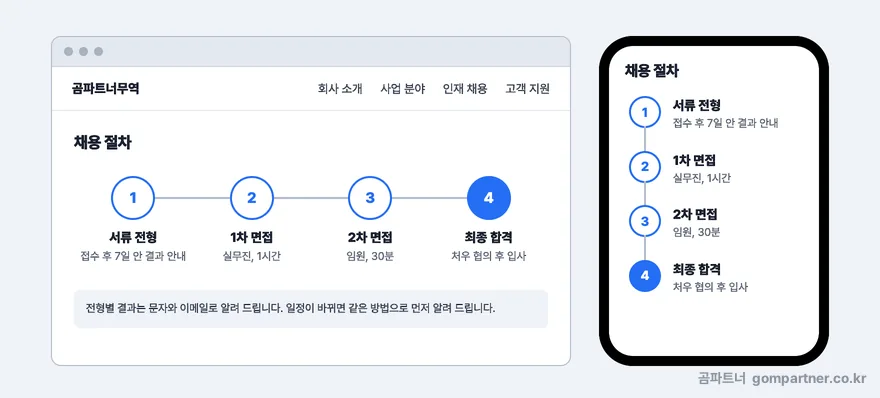 곰파트너무역
회사 소개 사업 분야 인재 채용 고객 지원
채용 절차
1 2 3 4
서류 전형 1차 면접 2차 면접 최종 합격
접수 후 7일 안 결과 안내 실무진, 1시간 임원, 30분 처우 협의 후 입사
전형별 결과는 문자와 이메일로 알려 드립니다. 일정이 바뀌면 같은 방법으로 먼저 알려 드립니다.
채용 절차
1 서류 전형
접수 후 7일 안 결과 안내
2 1차 면접
실무진, 1시간
3 2차 면접
임원, 30분
4 최종 합격
처우 협의 후 입사
곰파트너 gompartner.co.kr